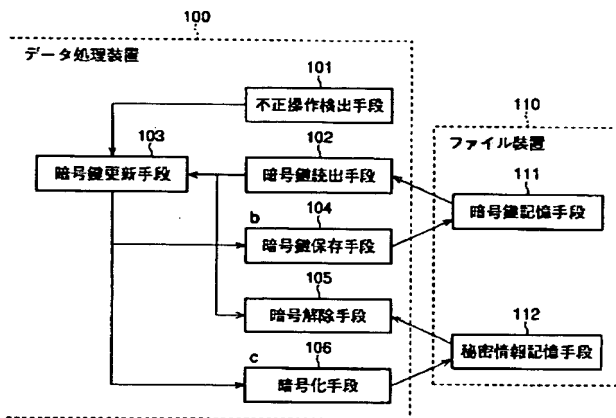 100
データ処理装置
101
不正操作検出手段
110
103
102
ファイル装置
暗号鍵更新手段
暗号鍵読出手段
111
b
104
暗号鍵記憶手段
暗号鍵保存手段
105
暗号解除手段
112
c
106
秘密情報記憶手段
暗号化手段